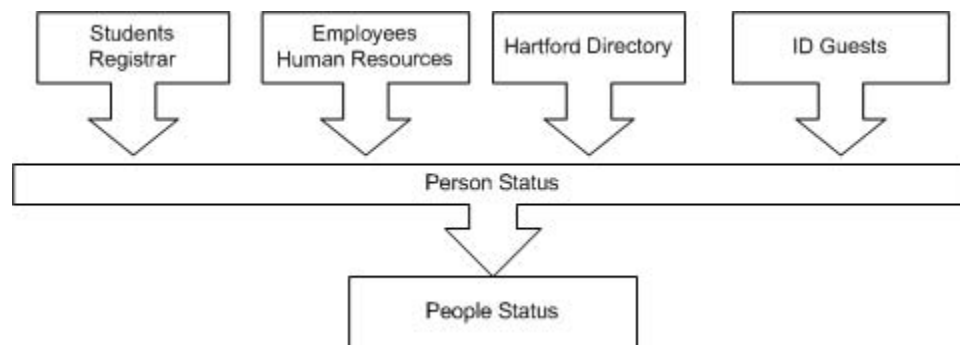 Students
Registrar
Employees
Human Resources
Hartford Directory
ID Guests
Person Status
People Status